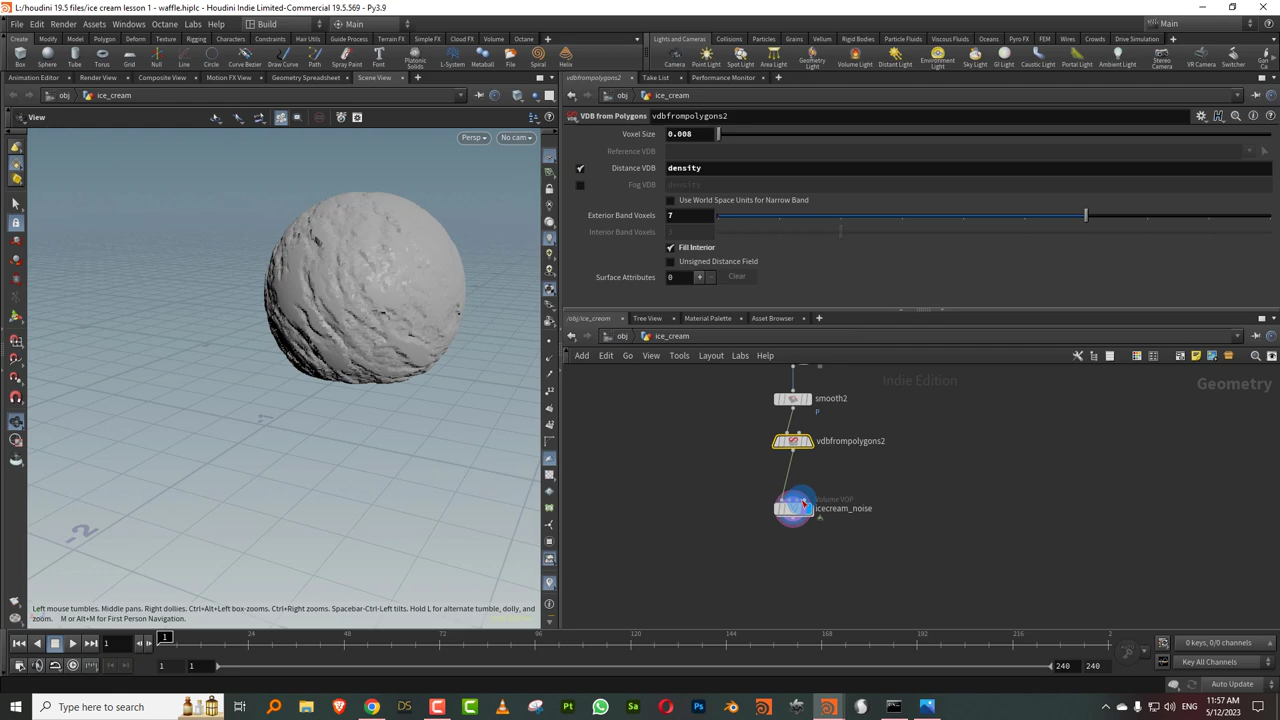 L:/houdini 19.5 files/ice cream lesson 1 - waffle.hiplc - Houdini Indie Limited-Commercial 19.5.569 - Py3.9
File Edit Render Assets Windows Octane Labs Help Build Main Main
Create Modify Model Polygon Deform Texture Rigging Characters Constraints Hair Utils Guide Process Terrain FX Simple FX Cloud FX Volume Octane
Lights and Cameras Collisions Particles Grains Vellum Rigid Bodies Particle Fluids Viscous Fluids Oceans Pyro FX FEM Wires Crowds Drive Simulation
Box Sphere Tube Torus Grid Null Line Circle Curve Bezier Draw Curve Path Spray Paint Font Platonic Solids L-System Metaball File Spiral Helix
Camera Point Light Spot Light Area Light Geometry Light Volume Light Distant Light Environment Light Sky Light GI Light Caustic Light Portal Light Ambient Light Stereo Camera VR Camera Switcher
Animation Editor Render View Composite View Motion FX View Geometry Spreadsheet Scene View
vdbfrompolygons2 Take List Performance Monitor
obj ice_cream
obj ice_cream
View
Persp No cam
VDB from Polygons vdbfrompolygons2
Voxel Size 0.008
Reference VDB
Distance VDB density
Fog VDB density
Use World Space Units for Narrow Band
Exterior Band Voxels 7
Interior Band Voxels 3
Fill Interior
Unsigned Distance Field
Surface Attributes 0 + - Clear
/obj/ice_cream Tree View Material Palette Asset Browser
obj ice_cream
Add Edit Go View Tools Layout Labs Help
Indie Edition Geometry
smooth2
P
vdbfrompolygons2
Volume VOP
icecream_noise
Left mouse tumbles. Middle pans. Right dollies. Ctrl+Alt+Left box-zooms. Ctrl+Right zooms. Spacebar-Ctrl-Left tilts. Hold L for alternate tumble, dolly, and
zoom. M or Alt+M for First Person Navigation.
1 1 24 48 72 96 120 144 168 192 216 2
0 keys, 0/0 channels
1 1 240 240 Key All Channels
Auto Update
Type here to search
11:57 AM
5/12/2023